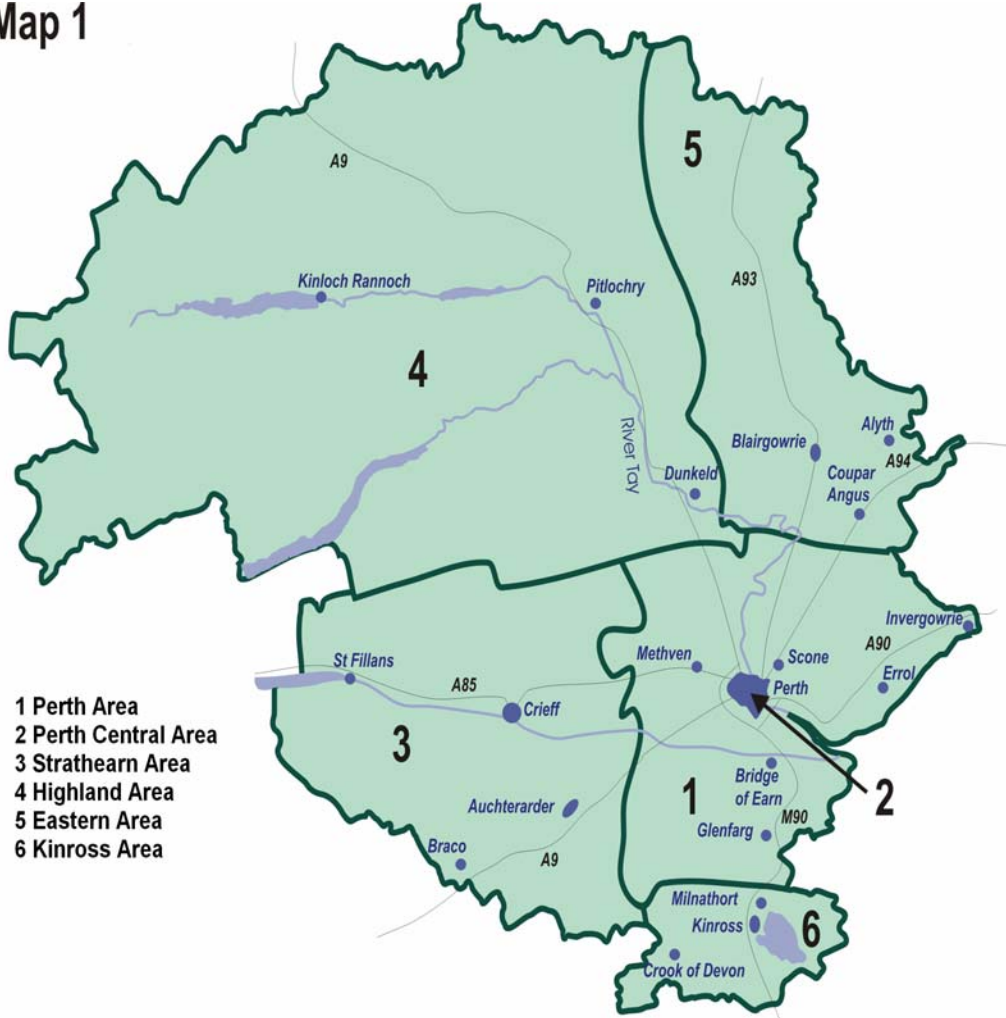 Map 1
5
A9
A93
Kinloch Rannoch
Pitlochry
4
River Tay
Alyth
Blairgowrie
A94
Dunkeld
Coupar
Angus
Invergowrie
A90
Methven
Scone
St Fillans
Errol
A85
Perth
Crieff
1 Perth Area
2 Perth Central Area
3 Strathearn Area
4 Highland Area
5 Eastern Area
6 Kinross Area
3
Bridge
of Earn
1
2
Auchterarder
M90
Glenfarg
Braco
A9
Milnathort
Kinross
6
Crook of Devon